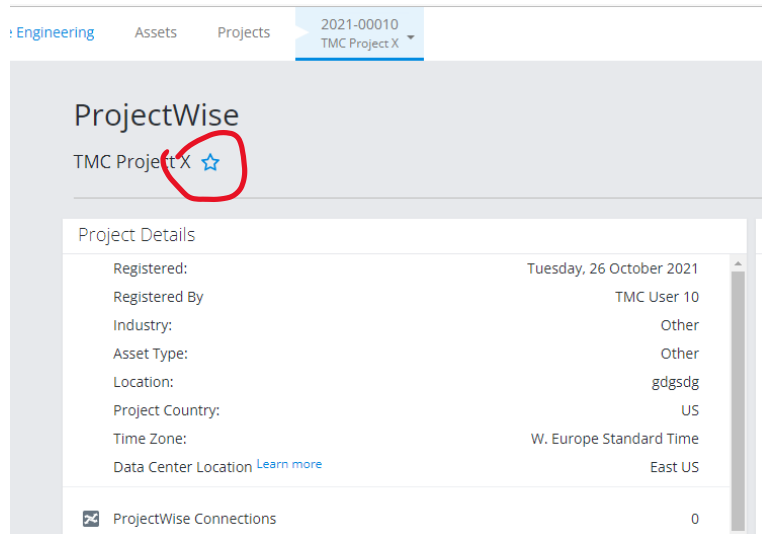 Engineering Assets Projects 2021-00010
TMC Project X
ProjectWise
TMC Project X
Project Details
Registered: Tuesday, 26 October 2021
Registered By TMC User 10
Industry: Other
Asset Type: Other
Location: gdgsdg
Project Country: US
Time Zone: W. Europe Standard Time
Data Center Location Learn more East US
ProjectWise Connections 0